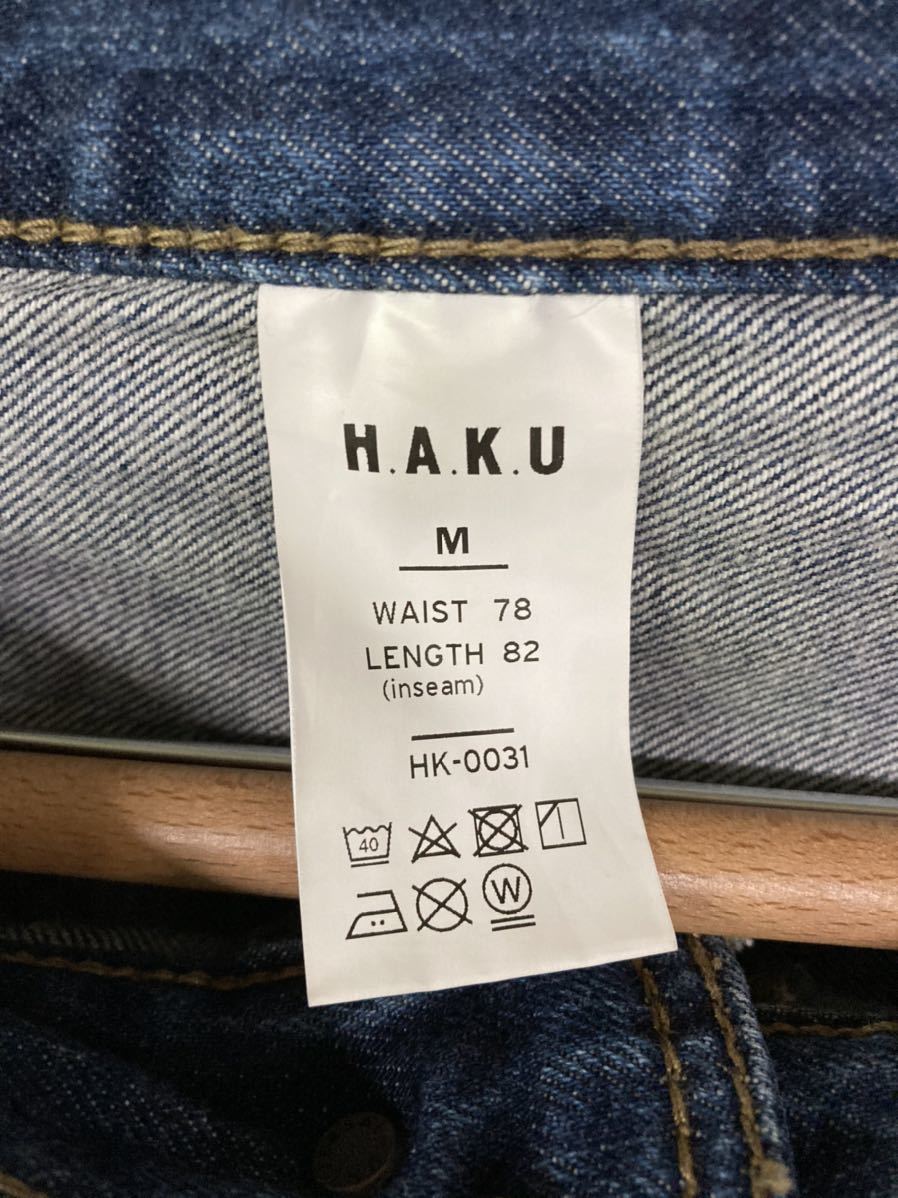 H.A.K.U
M
WAIST 78
LENGTH 82
(inseam)
HK-0031
40
W